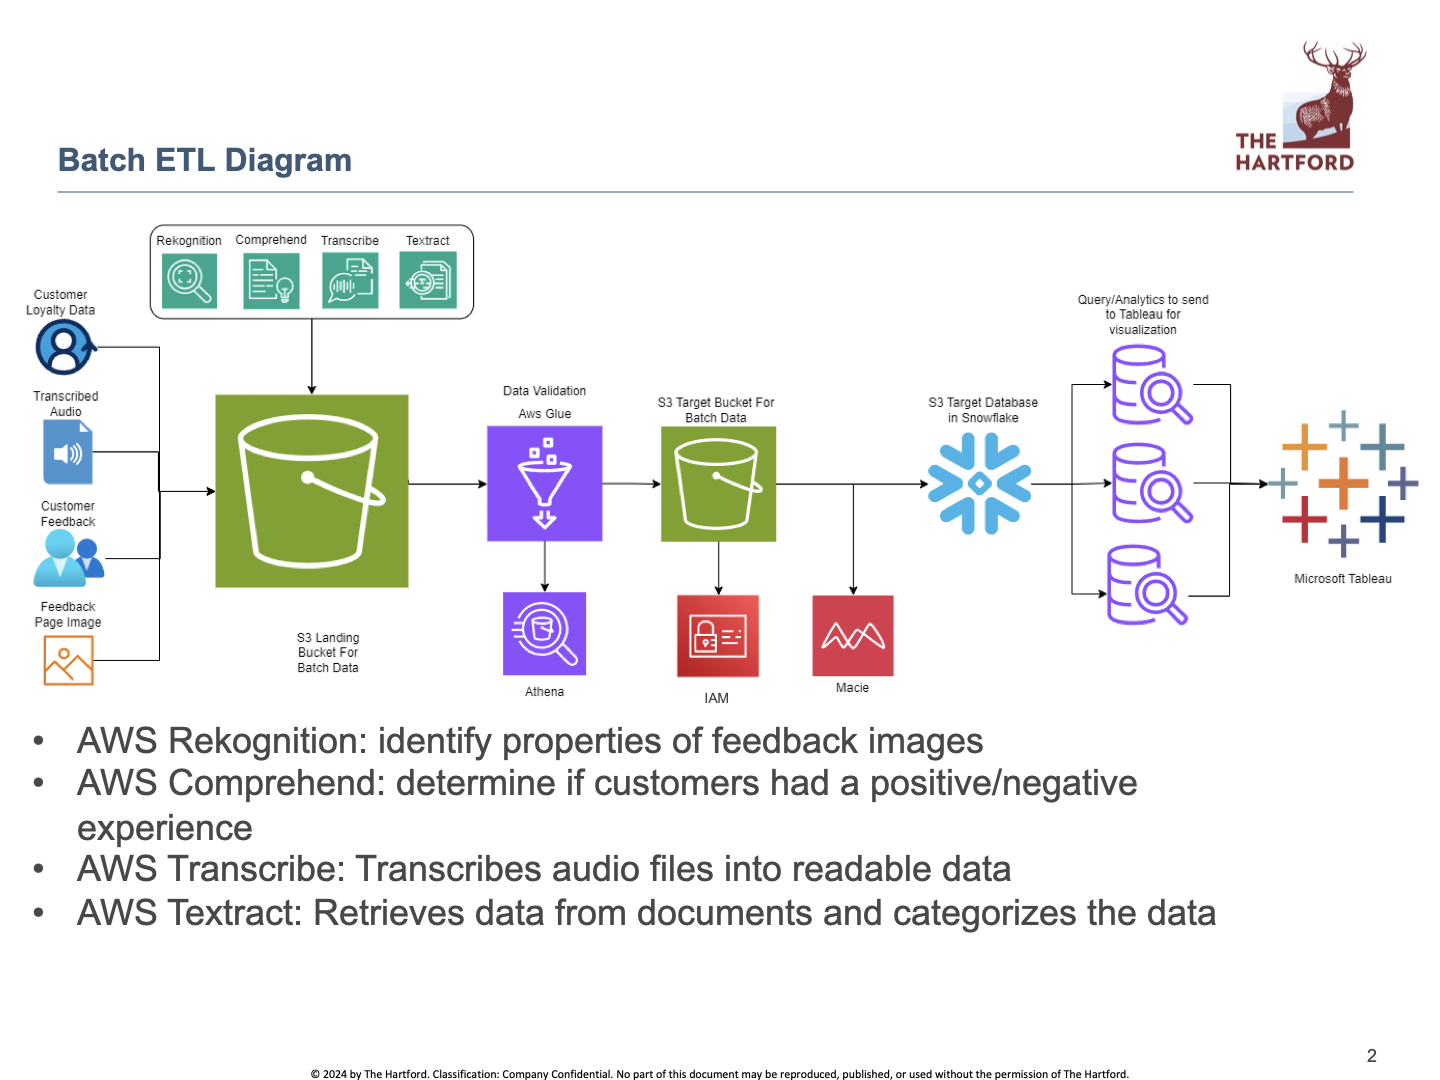 THE
HARTFORD
Batch ETL Diagram
Rekognition
Comprehend
Transcribe
Textract
Customer
Loyalty Data
Transcribed
Audio
Customer
Feedback
Feedback
Page Image
S3 Landing
Bucket For
Batch Data
Data Validation
Aws Glue
Athena
S3 Target Bucket For
Batch Data
IAM
Macie
S3 Target Database
in Snowflake
Query/Analytics to send
to Tableau for
visualization
Microsoft Tableau
• AWS Rekognition: identify properties of feedback images
• AWS Comprehend: determine if customers had a positive/negative
experience
• AWS Transcribe: Transcribes audio files into readable data
• AWS Textract: Retrieves data from documents and categorizes the data
2
© 2024 by The Hartford. Classification: Company Confidential. No part of this document may be reproduced, published, or used without the permission of The Hartford.